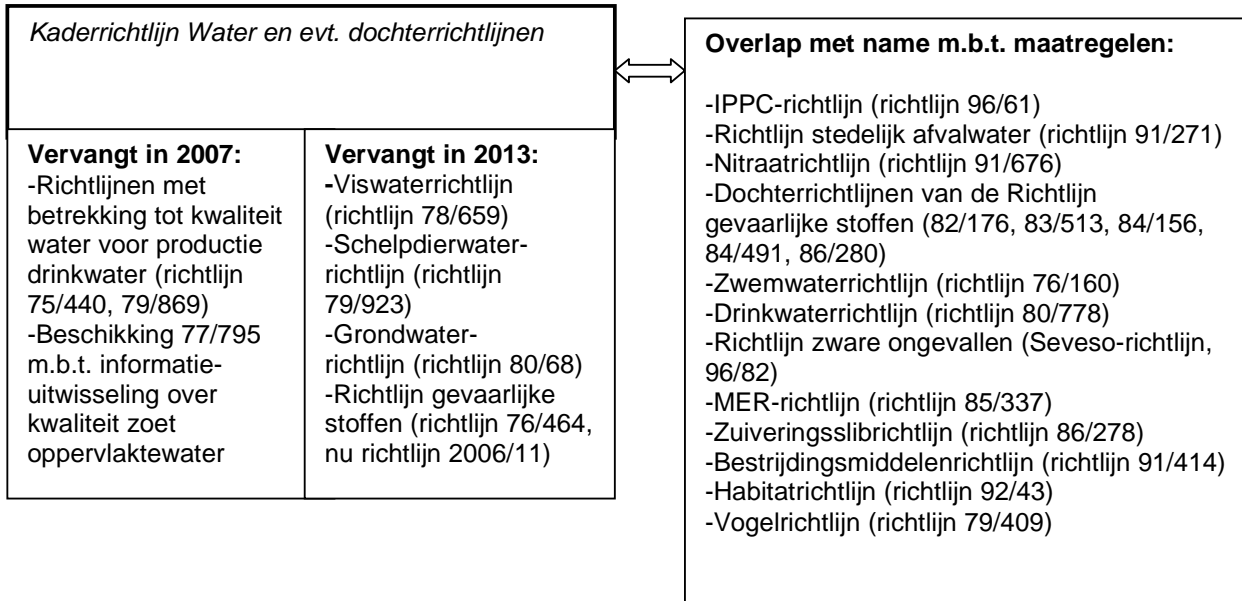 Kaderrichtlijn Water en evt. dochterrichtlijnen
Vervangt in 2007:
-Richtlijnen met
betrekking tot kwaliteit
water voor productie
drinkwater (richtlijn
75/440, 79/869)
-Beschikking 77/795
m.b.t. informatie-
uitwisseling over
kwaliteit zoet
oppervlaktewater
Vervangt in 2013:
-Viswaterrichtlijn
(richtlijn 78/659)
-Schelpdierwater-
richtlijn (richtlijn
79/923)
-Grondwater-
richtlijn (richtlijn 80/68)
-Richtlijn gevaarlijke
stoffen (richtlijn 76/464,
nu richtlijn 2006/11)
Overlap met name m.b.t. maatregelen:
-IPPC-richtlijn (richtlijn 96/61)
-Richtlijn stedelijk afvalwater (richtlijn 91/271)
-Nitraatrichtlijn (richtlijn 91/676)
-Dochterrichtlijnen van de Richtlijn
gevaarlijke stoffen (82/176, 83/513, 84/156,
84/491, 86/280)
-Zwemwaterrichtlijn (richtlijn 76/160)
-Drinkwaterrichtlijn (richtlijn 80/778)
-Richtlijn zware ongevallen (Seveso-richtlijn,
96/82)
-MER-richtlijn (richtlijn 85/337)
-Zuiveringsslibrichtlijn (richtlijn 86/278)
-Bestrijdingsmiddelenrichtlijn (richtlijn 91/414)
-Habitatrichtlijn (richtlijn 92/43)
-Vogelrichtlijn (richtlijn 79/409)